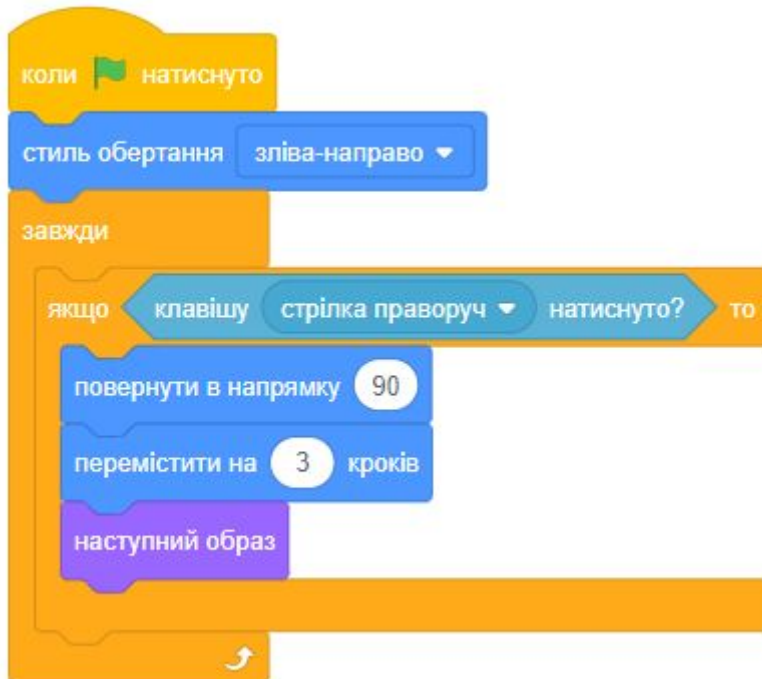 коли натиснуто
стиль обертання зліва-направо
завжди
якщо клавішу стрілка праворуч натиснуто? то
повернути в напрямку 90
перемістити на 3 кроків
наступний образ